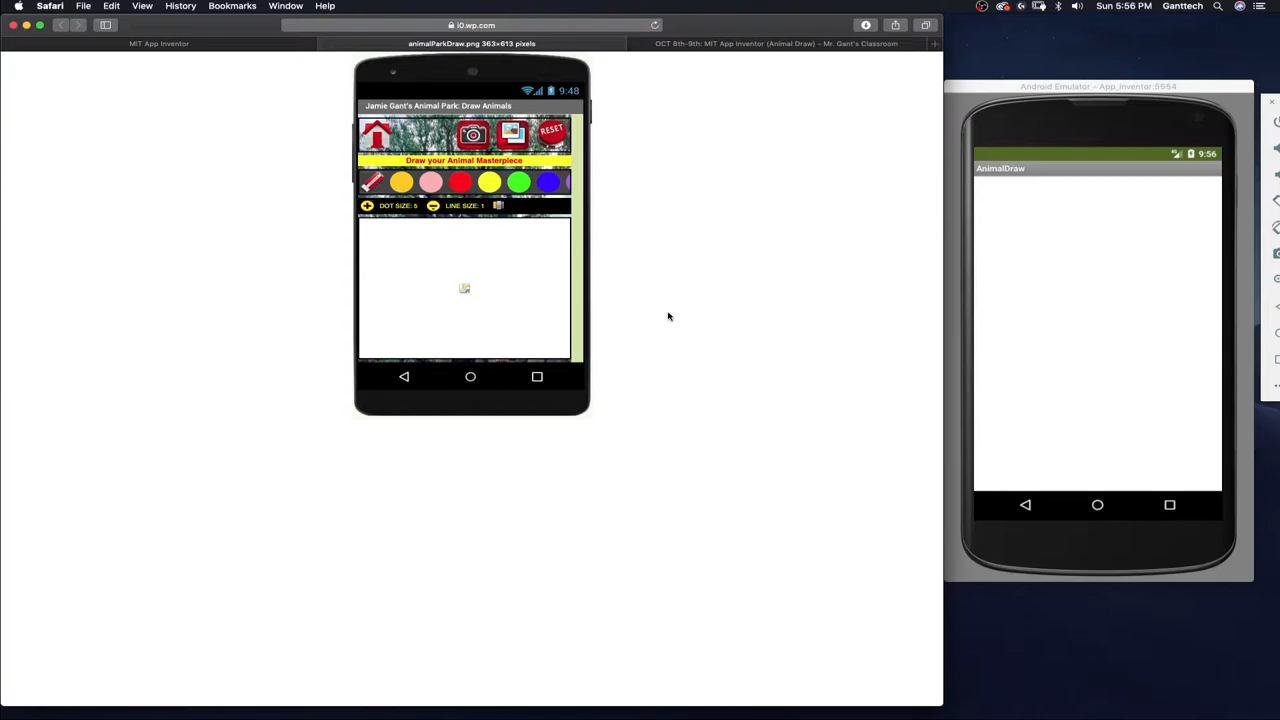 Safari File Edit View History Bookmarks Window Help
Sun 5:56 PM Ganttech
i0.wp.com
MIT App Inventor
animalParkDraw.png 363×613 pixels
OCT 8th-9th: MIT App Inventor (Animal Draw) – Mr. Gant's Classroom
9:48
Jamie Gant's Animal Park: Draw Animals
RESET
Draw your Animal Masterpiece
DOT SIZE: 5 LINE SIZE: 1
Android Emulator – App_Inventor:5554
9:56
AnimalDraw